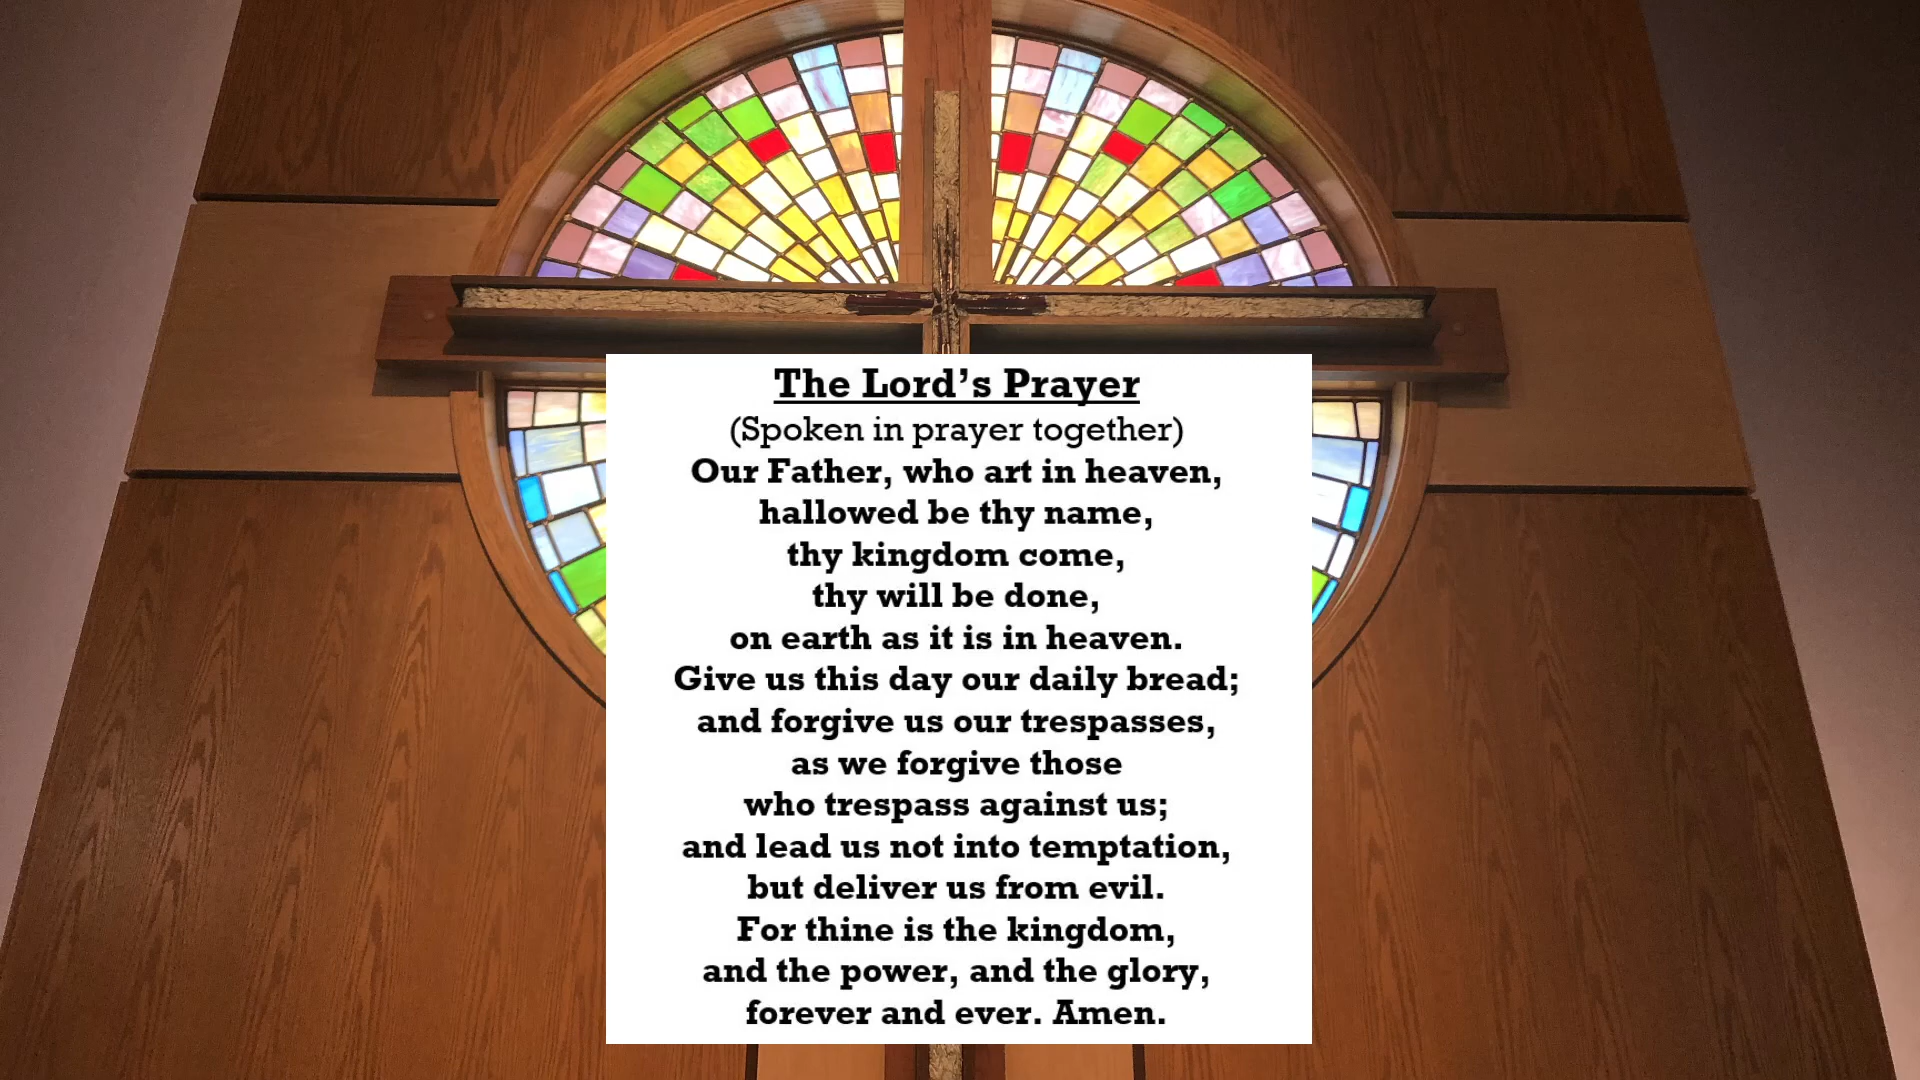 The Lord’s Prayer
(Spoken in prayer together)
Our Father, who art in heaven,
hallowed be thy name,
thy kingdom come,
thy will be done,
on earth as it is in heaven.
Give us this day our daily bread;
and forgive us our trespasses,
as we forgive those
who trespass against us;
and lead us not into temptation,
but deliver us from evil.
For thine is the kingdom,
and the power, and the glory,
forever and ever. Amen.